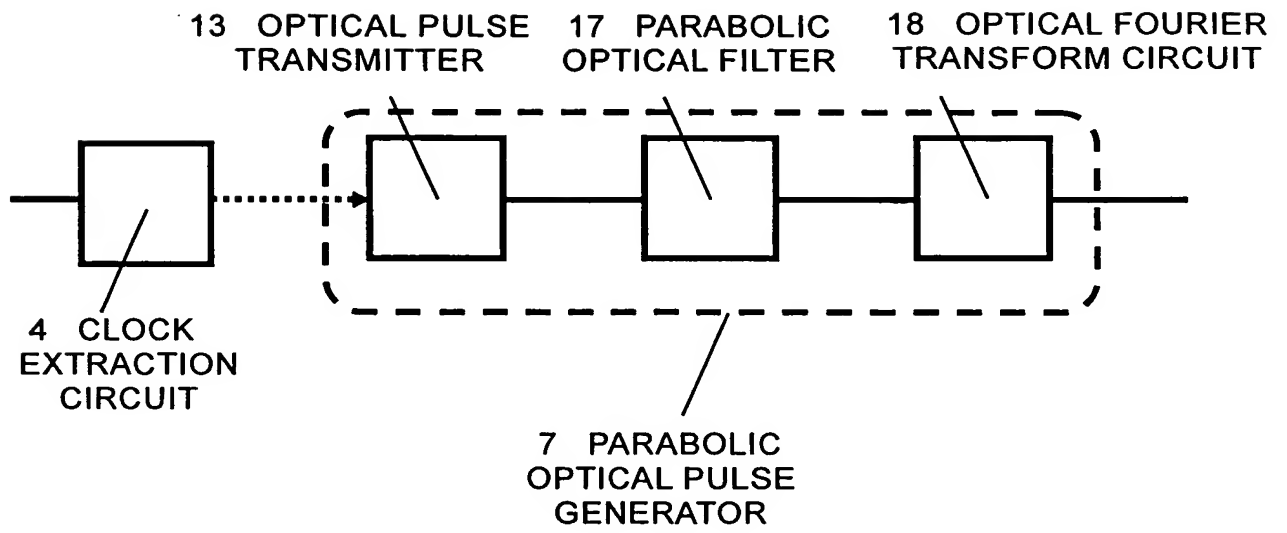 13 OPTICAL PULSE
TRANSMITTER
17 PARABOLIC
OPTICAL FILTER
18 OPTICAL FOURIER
TRANSFORM CIRCUIT
4 CLOCK
EXTRACTION
CIRCUIT
7 PARABOLIC
OPTICAL PULSE
GENERATOR